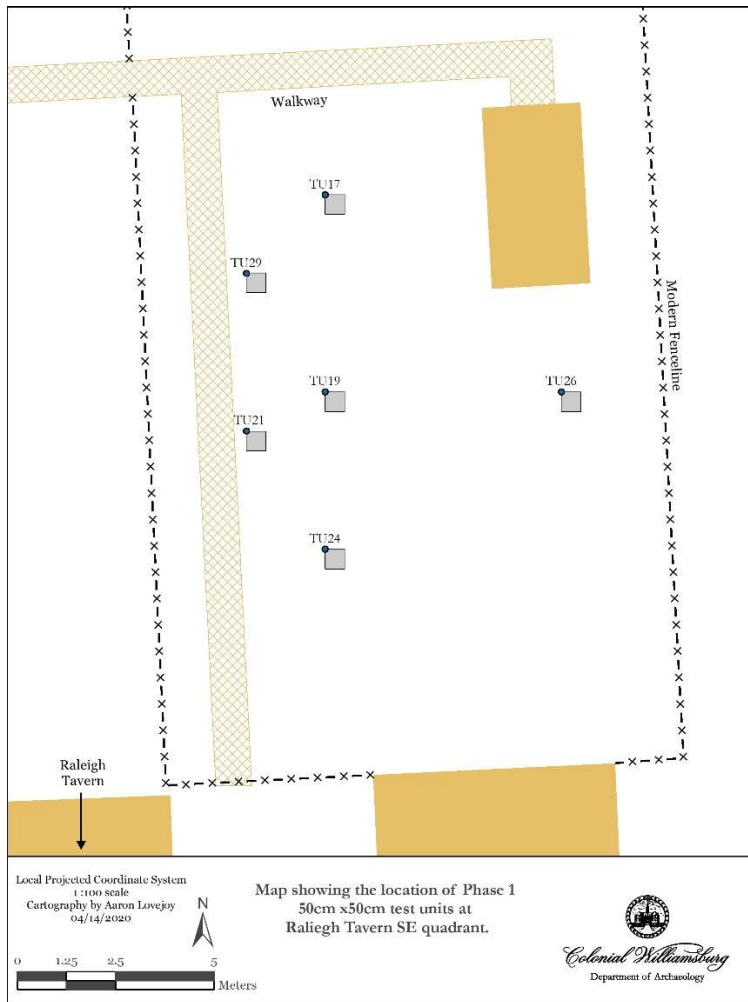 Walkway
TU17
TU29
Modern Fenceline
TU19
TU26
TU21
TU24
Raleigh
Tavern
Local Projected Coordinate System
1:100 scale
Cartography by Aaron Lovejoy
04/14/2020
N
0 1.25 2.5 5
Meters
Map showing the location of Phase 1
50cm x50cm test units at
Raliegh Tavern SE quadrant.
Colonial Williamsburg
Department of Archaeology